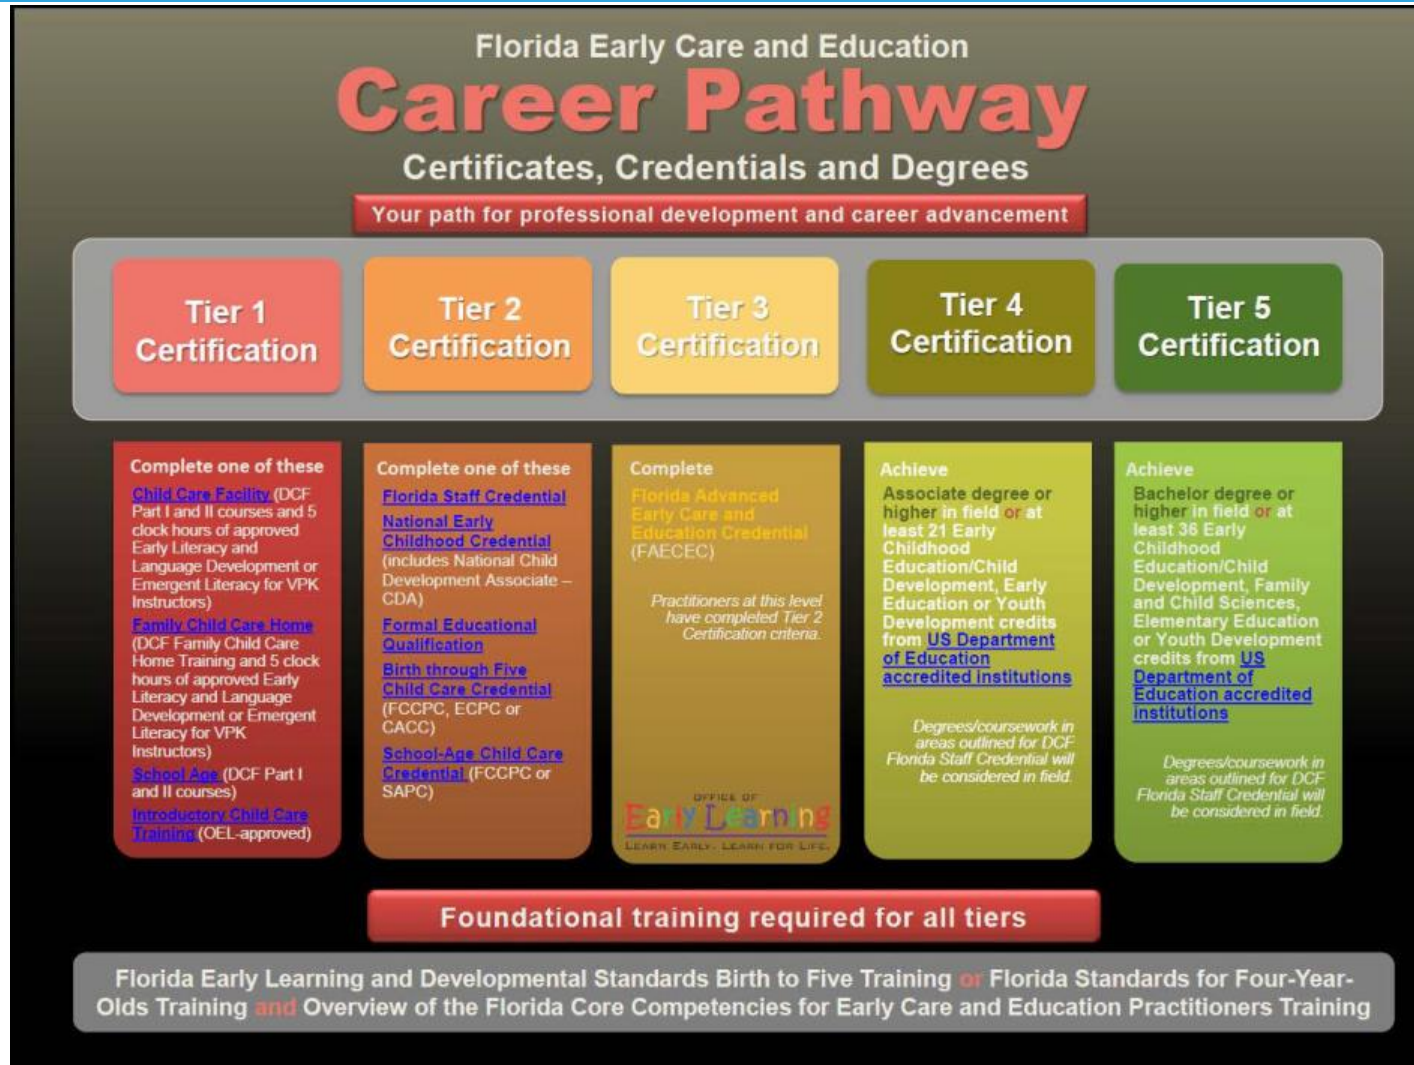 Florida Early Care and Education
Career Pathway
Certificates, Credentials and Degrees
Your path for professional development and career advancement
Tier 1
Certification
Tier 2
Certification
Tier 3
Certification
Tier 4
Certification
Tier 5
Certification
Complete one of these
Child Care Facility (DCF
Part I and II courses and 5
clock hours of approved
Early Literacy and
Language Development or
Emergent Literacy for VPK
Instructors)
Family Child Care Home
(DCF Family Child Care
Home Training and 5 clock
hours of approved Early
Literacy and Language
Development or Emergent
Literacy for VPK
Instructors)
School Age (DCF Part I
and II courses)
Introductory Child Care
Training (OEL-approved)
Complete one of these
Florida Staff Credential
National Early
Childhood Credential
(includes National Child
Development Associate –
CDA)
Formal Educational
Qualification
Birth through Five
Child Care Credential
(FCCPC, ECPC or
CACC)
School-Age Child Care
Credential (FCCPC or
SAPC)
Complete
Florida Advanced
Early Care and
Education Credential
(FAECEC)
Practitioners at this level
have completed Tier 2
Certification criteria.
OFFICE OF
Early Learning
LEARN EARLY. LEARN FOR LIFE.
Achieve
Associate degree or
higher in field or at
least 21 Early
Childhood
Education/Child
Development, Early
Education or Youth
Development credits
from US Department
of Education
accredited institutions
Degrees/coursework in
areas outlined for DCF
Florida Staff Credential will
be considered in field.
Achieve
Bachelor degree or
higher in field or at
least 36 Early
Childhood
Education/Child
Development, Family
and Child Sciences,
Elementary Education
or Youth Development
credits from US
Department of
Education accredited
institutions
Degrees/coursework in
areas outlined for DCF
Florida Staff Credential will
be considered in field.
Foundational training required for all tiers
Florida Early Learning and Developmental Standards Birth to Five Training or Florida Standards for Four-Year-
Olds Training and Overview of the Florida Core Competencies for Early Care and Education Practitioners Training